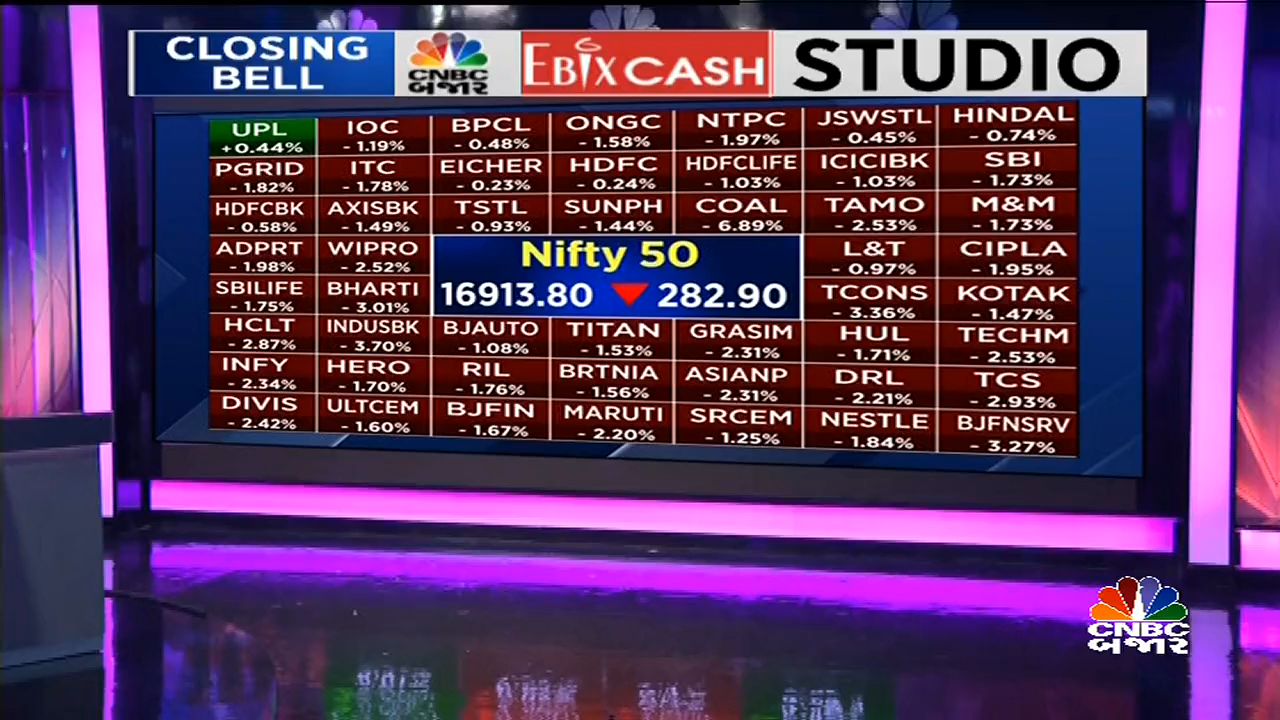 CLOSING BELL
CNBC બજાર
EbixCASH
STUDIO
UPL IOC BPCL ONGC NTPC JSWSTL HINDAL
+0.44% - 1.19% - 0.48% - 1.58% - 1.97% - 0.45% - 0.74%
PGRID ITC EICHER HDFC HDFCLIFE ICICIBK SBI
- 1.82% - 1.78% - 0.23% - 0.24% - 1.03% - 1.03% - 1.73%
HDFCBK AXISBK TSTL SUNPH COAL TAMO M&M
- 0.58% - 1.49% - 0.93% - 1.44% - 6.89% - 2.53% - 1.73%
ADPRT WIPRO Nifty 50 L&T CIPLA
- 1.98% - 2.52% - 0.97% - 1.95%
SBILIFE BHARTI 16913.80 ▼ 282.90 TCONS KOTAK
- 1.75% - 3.01% - 3.36% - 1.47%
HCLT INDUSBK BJAUTO TITAN GRASIM HUL TECHM
- 2.87% - 3.70% - 1.08% - 1.53% - 2.31% - 1.71% - 2.53%
INFY HERO RIL BRTNIA ASIANP DRL TCS
- 2.34% - 1.70% - 1.76% - 1.56% - 2.31% - 2.21% - 2.93%
DIVIS ULTCEM BJFIN MARUTI SRCEM NESTLE BJFNSRV
- 2.42% - 1.60% - 1.67% - 2.20% - 1.25% - 1.84% - 3.27%
CNBC
બજાર